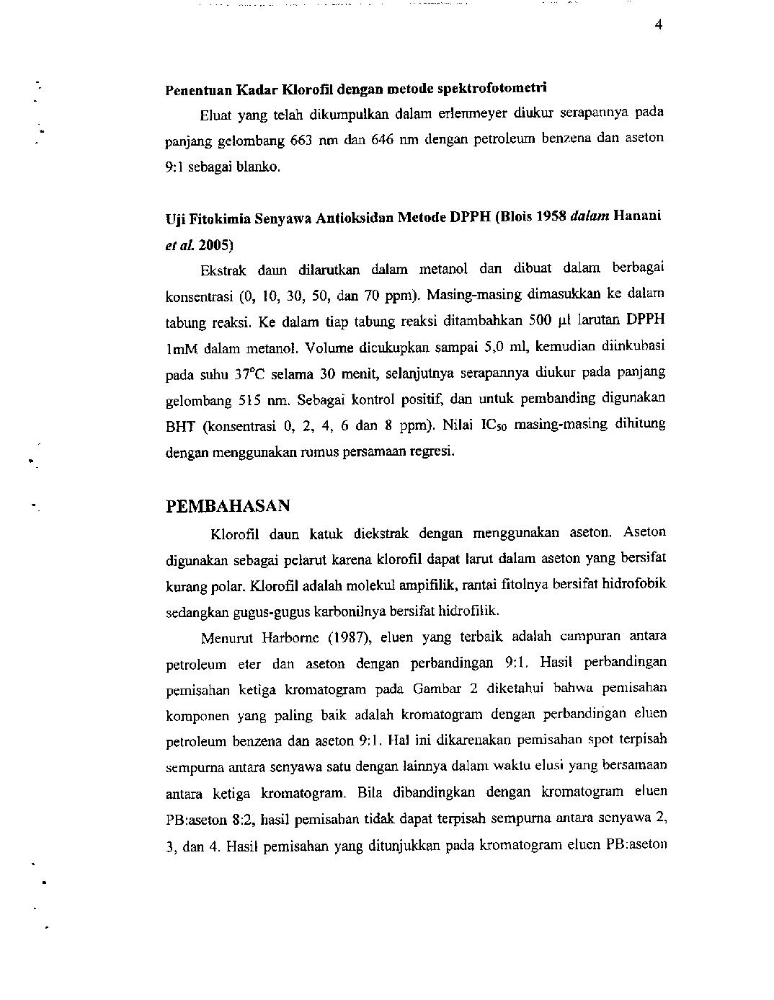 4
Penentuan Kadar Klorofil dengan metode spektrofotometri
Eluat yang telah dikumpulkan dalam erlenmeyer diukur serapannya pada
panjang gelombang 663 nm dan 646 nm dengan petroleum benzena dan aseton
9:1 sebagai blanko.
Uji Fitokimia Senyawa Antioksidan Metode DPPH (Blois 1958 dalam Hanani
et al. 2005)
Ekstrak daun dilarutkan dalam metanol dan dibuat dalam berbagai
konsentrasi (0, 10, 30, 50, dan 70 ppm). Masing-masing dimasukkan ke dalam
tabung reaksi. Ke dalam tiap tabung reaksi ditambahkan 500 µl larutan DPPH
1mM dalam metanol. Volume dicukupkan sampai 5,0 ml, kemudian diinkubasi
pada suhu 37°C selama 30 menit, selanjutnya serapannya diukur pada panjang
gelombang 515 nm. Sebagai kontrol positif, dan untuk pembanding digunakan
BHT (konsentrasi 0, 2, 4, 6 dan 8 ppm). Nilai IC₅₀ masing-masing dihitung
dengan menggunakan rumus persamaan regresi.
PEMBAHASAN
Klorofil daun katuk diekstrak dengan menggunakan aseton. Aseton
digunakan sebagai pelarut karena klorofil dapat larut dalam aseton yang bersifat
kurang polar. Klorofil adalah molekul ampifilik, rantai fitolnya bersifat hidrofobik
sedangkan gugus-gugus karbonilnya bersifat hidrofilik.
Menurut Harborne (1987), eluen yang terbaik adalah campuran antara
petroleum eter dan aseton dengan perbandingan 9:1. Hasil perbandingan
pemisahan ketiga kromatogram pada Gambar 2 diketahui bahwa pemisahan
komponen yang paling baik adalah kromatogram dengan perbandingan eluen
petroleum benzena dan aseton 9:1. Hal ini dikarenakan pemisahan spot terpisah
sempurna antara senyawa satu dengan lainnya dalam waktu elusi yang bersamaan
antara ketiga kromatogram. Bila dibandingkan dengan kromatogram eluen
PB:aseton 8:2, hasil pemisahan tidak dapat terpisah sempurna antara senyawa 2,
3, dan 4. Hasil pemisahan yang ditunjukkan pada kromatogram eluen PB:aseton